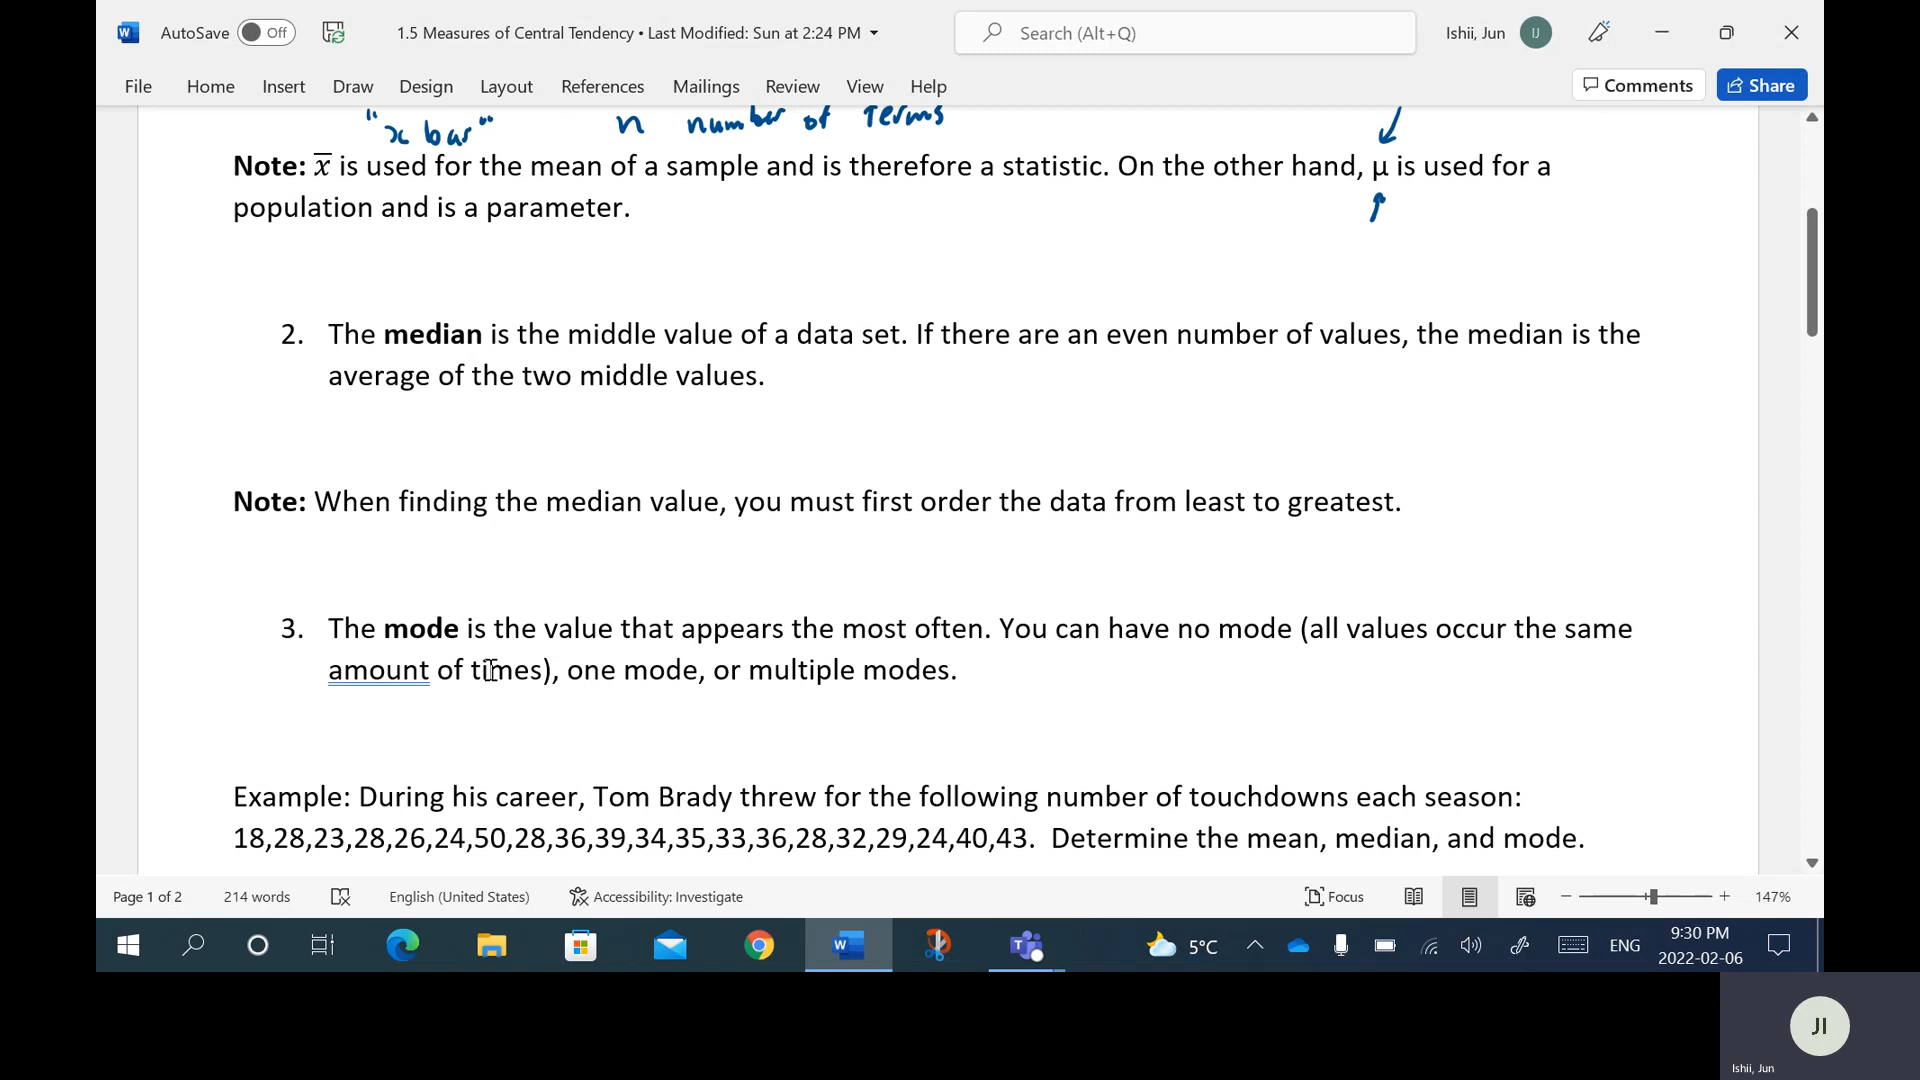 AutoSave Off 1.5 Measures of Central Tendency • Last Modified: Sun at 2:24 PM Search (Alt+Q) Ishii, Jun IJ
File Home Insert Draw Design Layout References Mailings Review View Help Comments Share
"x bar" n number of terms
Note: x̅ is used for the mean of a sample and is therefore a statistic. On the other hand, μ is used for a
population and is a parameter.
2. The median is the middle value of a data set. If there are an even number of values, the median is the
average of the two middle values.
Note: When finding the median value, you must first order the data from least to greatest.
3. The mode is the value that appears the most often. You can have no mode (all values occur the same
amount of times), one mode, or multiple modes.
Example: During his career, Tom Brady threw for the following number of touchdowns each season:
18,28,23,28,26,24,50,28,36,39,34,35,33,36,28,32,29,24,40,43. Determine the mean, median, and mode.
Page 1 of 2 214 words English (United States) Accessibility: Investigate Focus 147%
5°C ENG 9:30 PM
2022-02-06
JI
Ishii, Jun